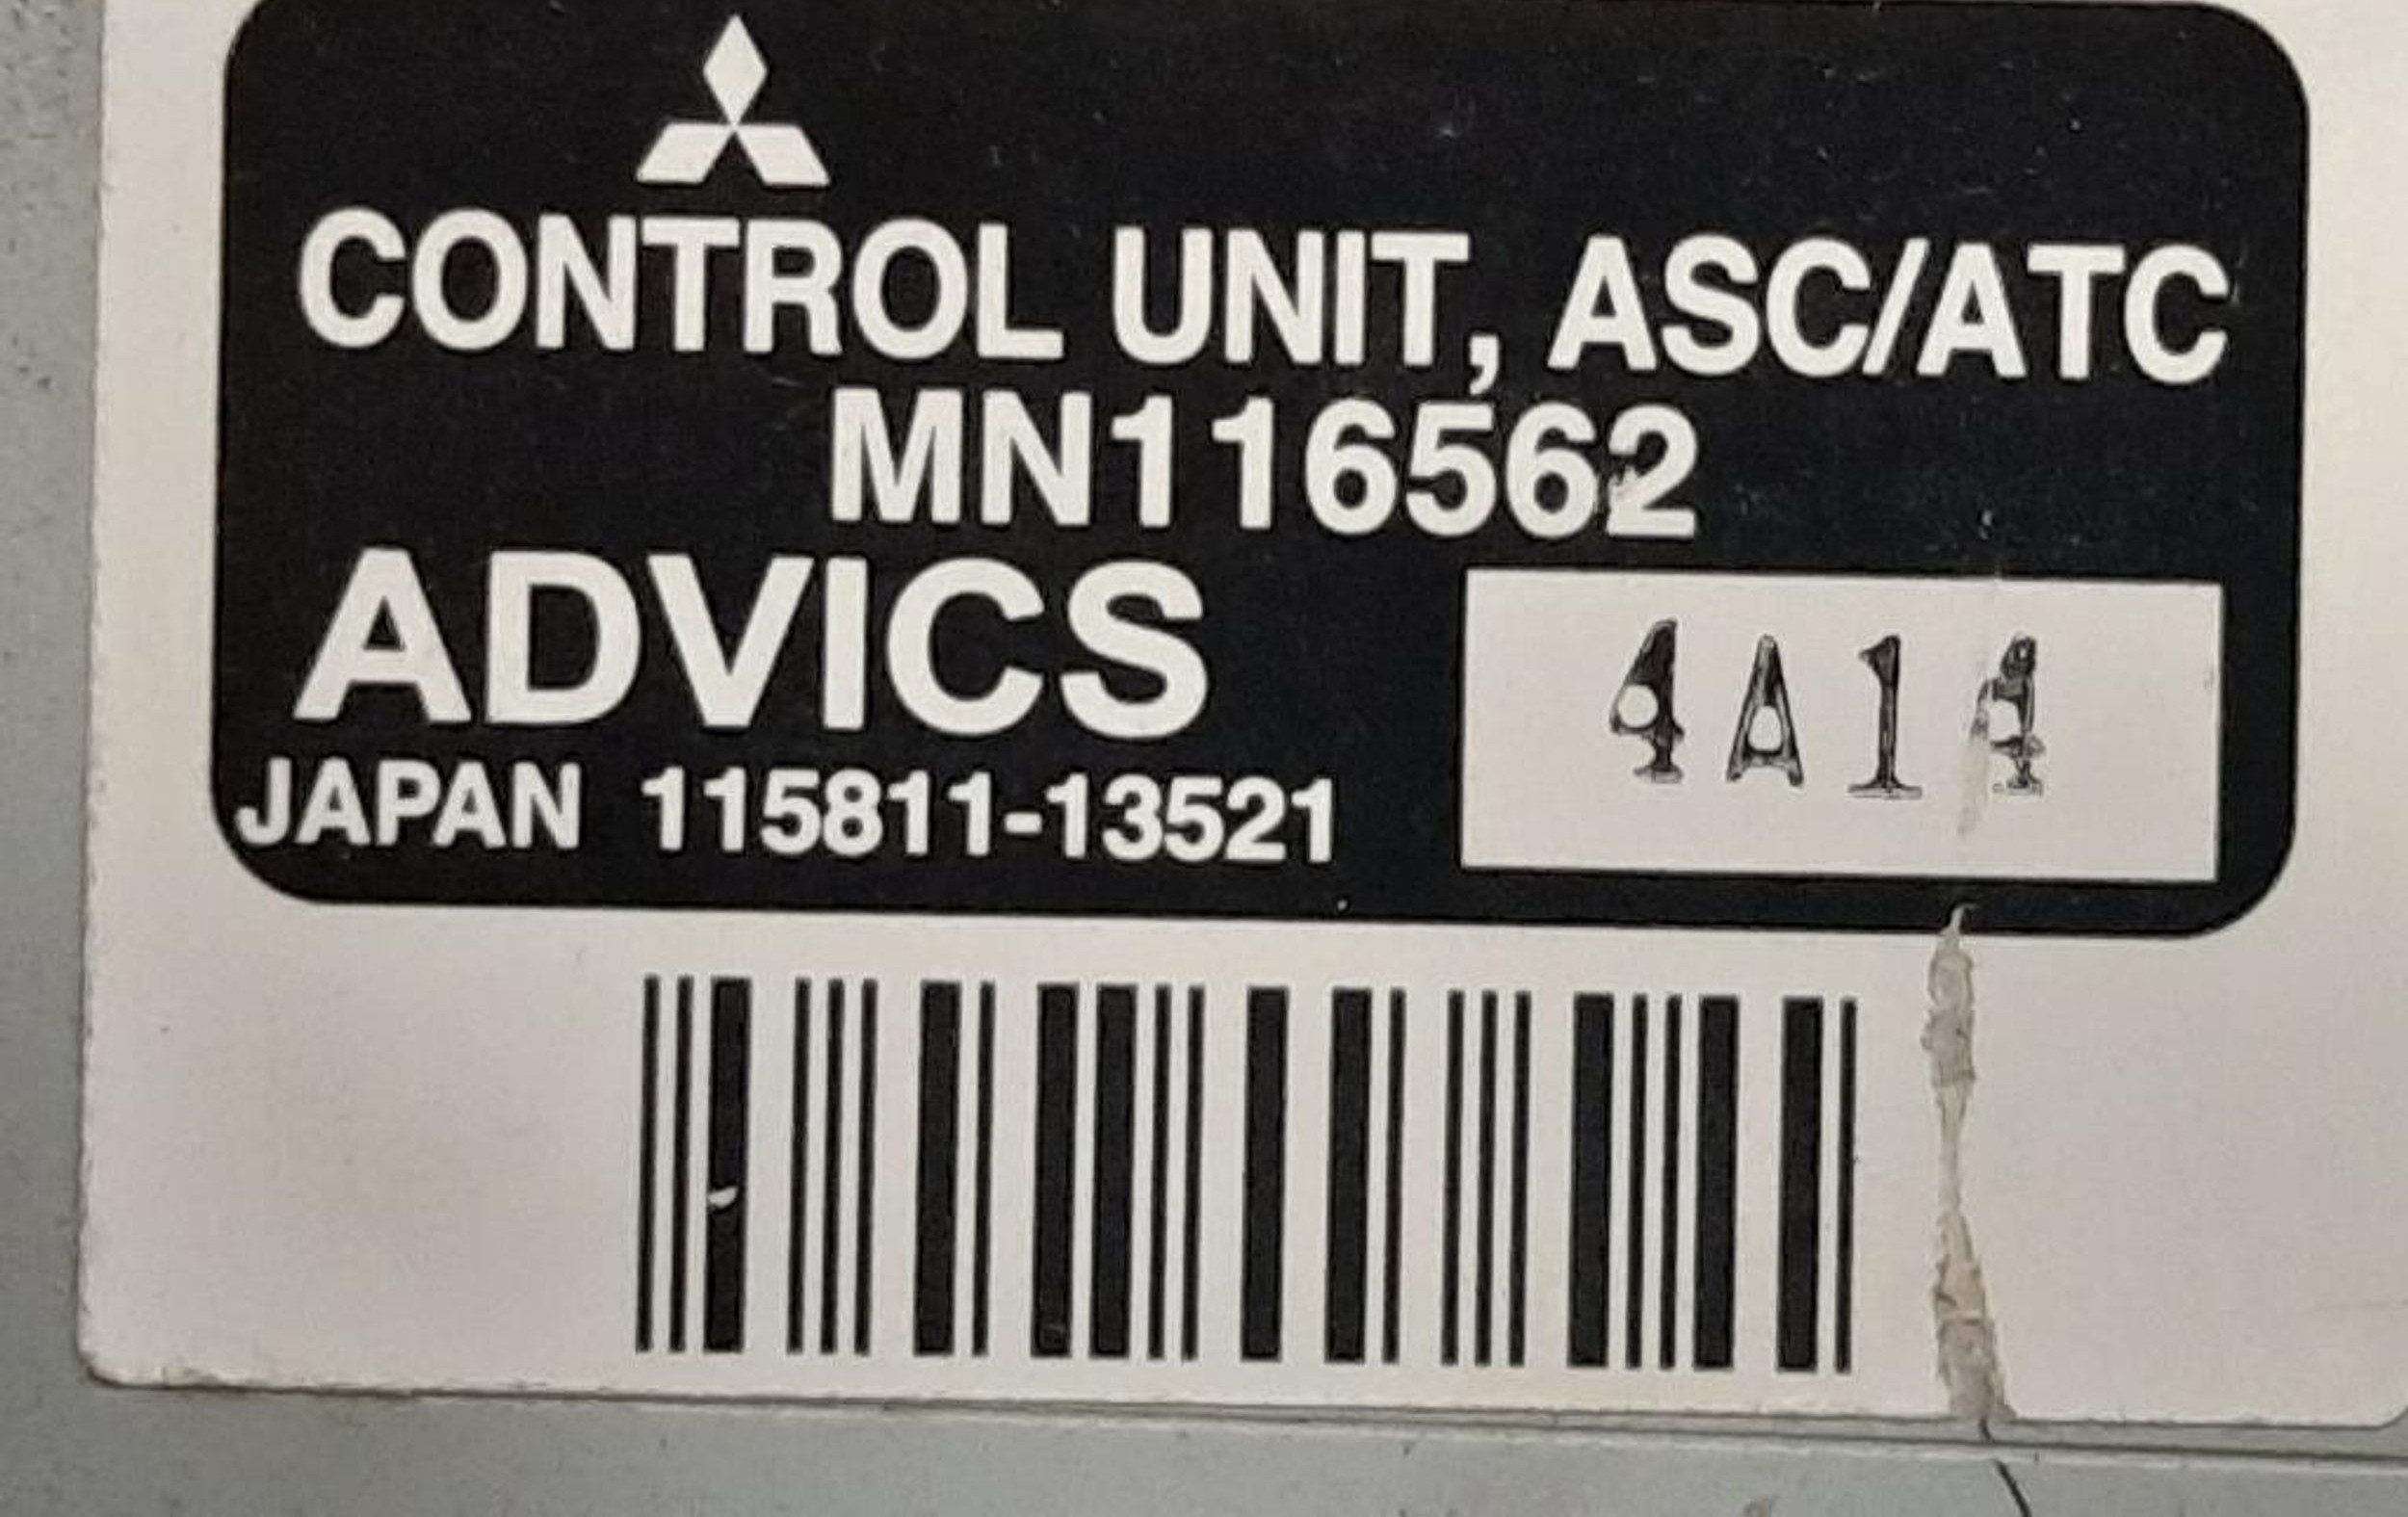 CONTROL UNIT, ASC/ATC
MN116562
ADVICS
4A14
JAPAN 115811-13521